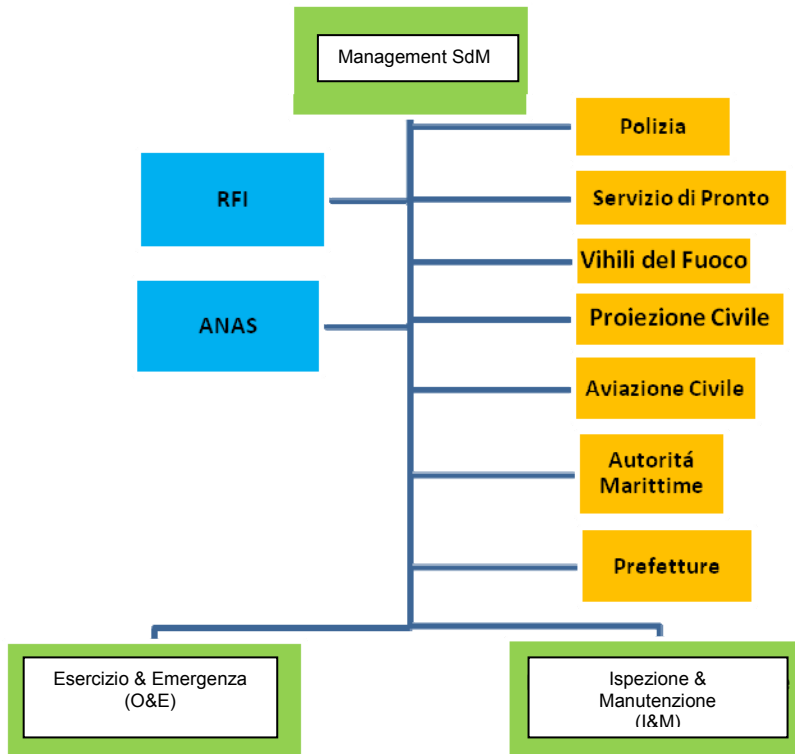 Management SdM
Polizia
RFI
Servizio di Pronto
Vihili del Fuoco
ANAS
Proiezione Civile
Aviazione Civile
Autoritá
Marittime
Prefetture
Esercizio & Emergenza
(O&E)
Ispezione &
Manutenzione
(I&M)